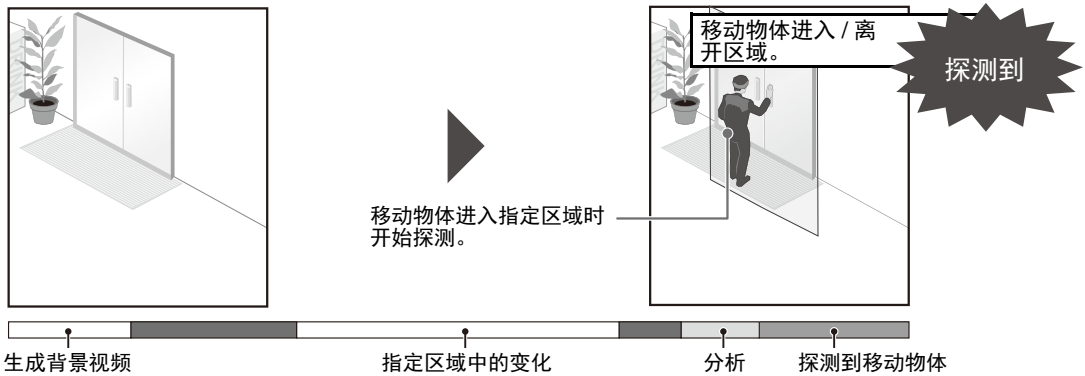 移动物体进入 / 离
开区域。
探测到
移动物体进入指定区域时
开始探测。
生成背景视频
指定区域中的变化
分析
探测到移动物体